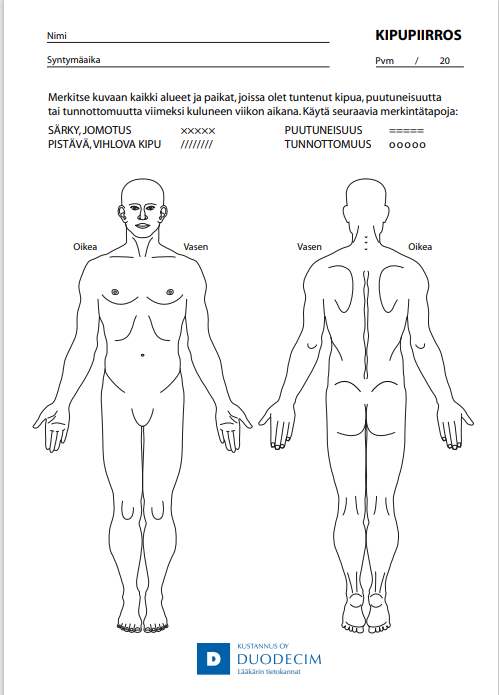 Nimi
KIPUPIIRROS
Syntymäaika
Pvm / 20
Merkitse kuvaan kaikki alueet ja paikat, joissa olet tuntenut kipua, puutuneisuutta
tai tunnottomuutta viimeksi kuluneen viikon aikana. Käytä seuraavia merkintätapoja:
SÄRKY, JOMOTUS xxxxx PUUTUNEISUUS =====
PISTÄVÄ, VIHLOVA KIPU //////// TUNNOTTOMUUS ooooo
Oikea Vasen Vasen Oikea
D
KUSTANNUS OY
DUODECIM
Lääkärin tietokannat